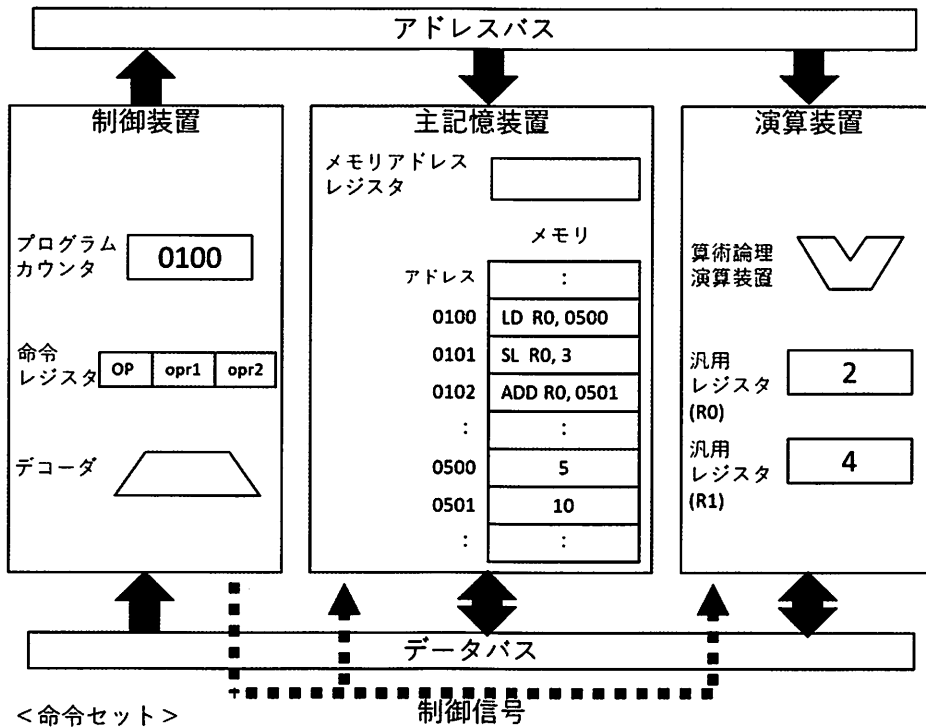 アドレスバス
制御装置
プログラム
カウンタ
0100
命令
レジスタ
OP opr1 opr2
デコーダ
主記憶装置
メモリアドレス
レジスタ
メモリ
アドレス :
0100 LD R0, 0500
0101 SL R0, 3
0102 ADD R0, 0501
: :
0500 5
0501 10
: :
演算装置
算術論理
演算装置
汎用
レジスタ
(R0)
2
汎用
レジスタ
(R1)
4
データバス
制御信号
<命令セット>